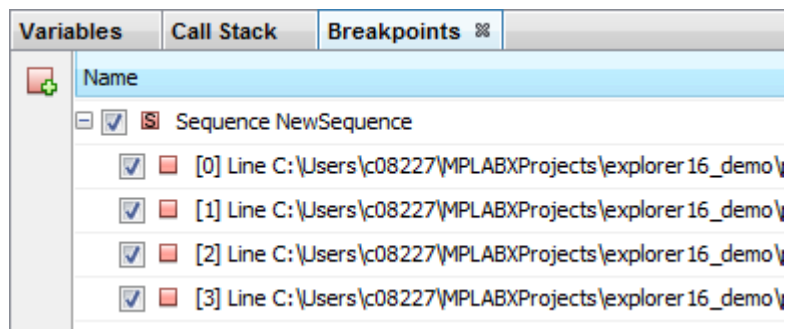 Variables Call Stack Breakpoints
Name
S Sequence NewSequence
[0] Line C:\Users\c08227\MPLABXProjects\explorer16_demo\
[1] Line C:\Users\c08227\MPLABXProjects\explorer16_demo\
[2] Line C:\Users\c08227\MPLABXProjects\explorer16_demo\
[3] Line C:\Users\c08227\MPLABXProjects\explorer16_demo\